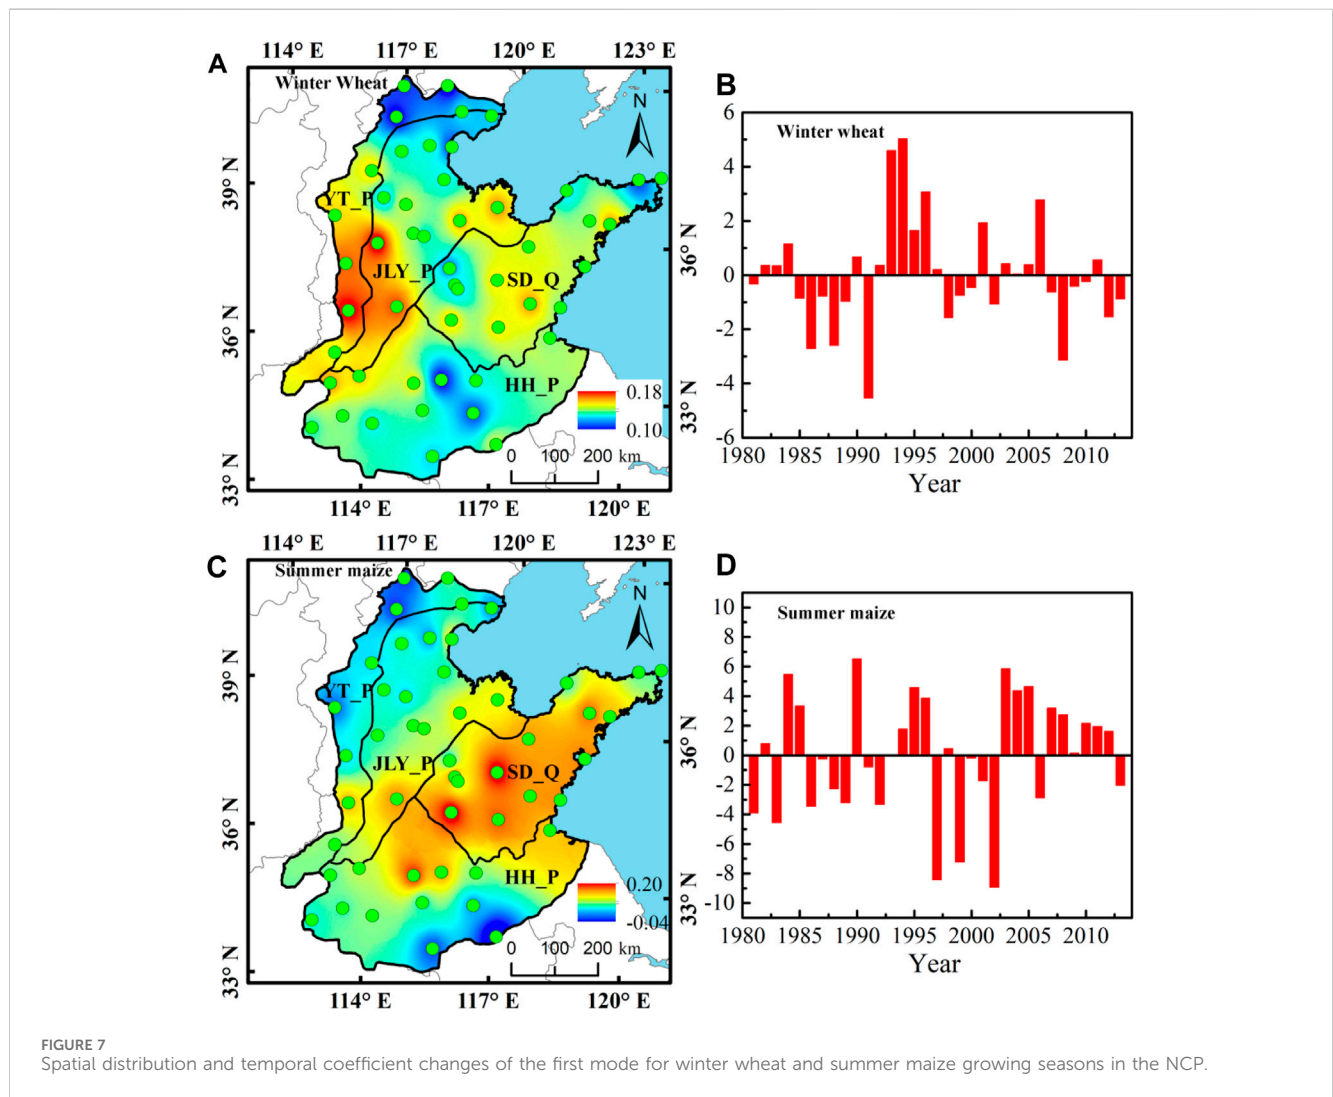 A
114° E 117° E 120° E 123° E
Winter Wheat
N
39° N
36° N
33° N
36° N
33° N
YT_P
JLY_P
SD_Q
HH_P
0.18
0.10
0 100 200 km
114° E 117° E 120° E
B
Winter wheat
6
4
2
0
-2
-4
-6
1980 1985 1990 1995 2000 2005 2010
Year
C
114° E 117° E 120° E 123° E
Summer maize
N
39° N
36° N
33° N
36° N
33° N
YT_P
JLY_P
SD_Q
HH_P
0.20
-0.04
0 100 200 km
114° E 117° E 120° E
D
Summer maize
10
8
6
4
2
0
-2
-4
-6
-8
-10
1980 1985 1990 1995 2000 2005 2010
Year
FIGURE 7
Spatial distribution and temporal coefficient changes of the first mode for winter wheat and summer maize growing seasons in the NCP.